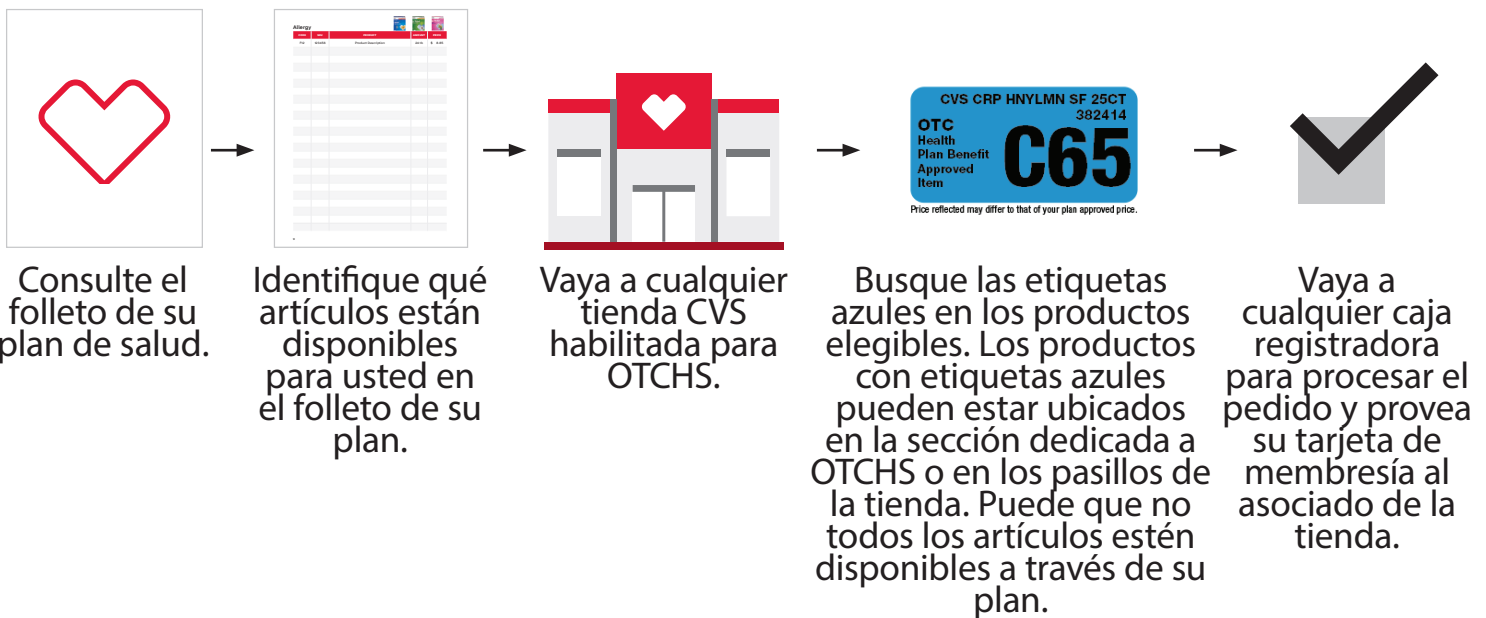 Allergy
Product Description
CVS CRP HNYLMN SF 25CT
382414
OTC
Health
Plan Benefit
Approved
Item
C65
Price reflected may differ to that of your plan approved price.
Consulte el
folleto de su
plan de salud.
Identifique qué
artículos están
disponibles
para usted en
el folleto de su
plan.
Vaya a cualquier
tienda CVS
habilitada para
OTCHS.
Busque las etiquetas
azules en los productos
elegibles. Los productos
con etiquetas azules
pueden estar ubicados
en la sección dedicada a
OTCHS o en los pasillos de
la tienda. Puede que no
todos los artículos estén
disponibles a través de su
plan.
Vaya a
cualquier caja
registradora
para procesar el
pedido y provea
su tarjeta de
membresía al
asociado de la
tienda.